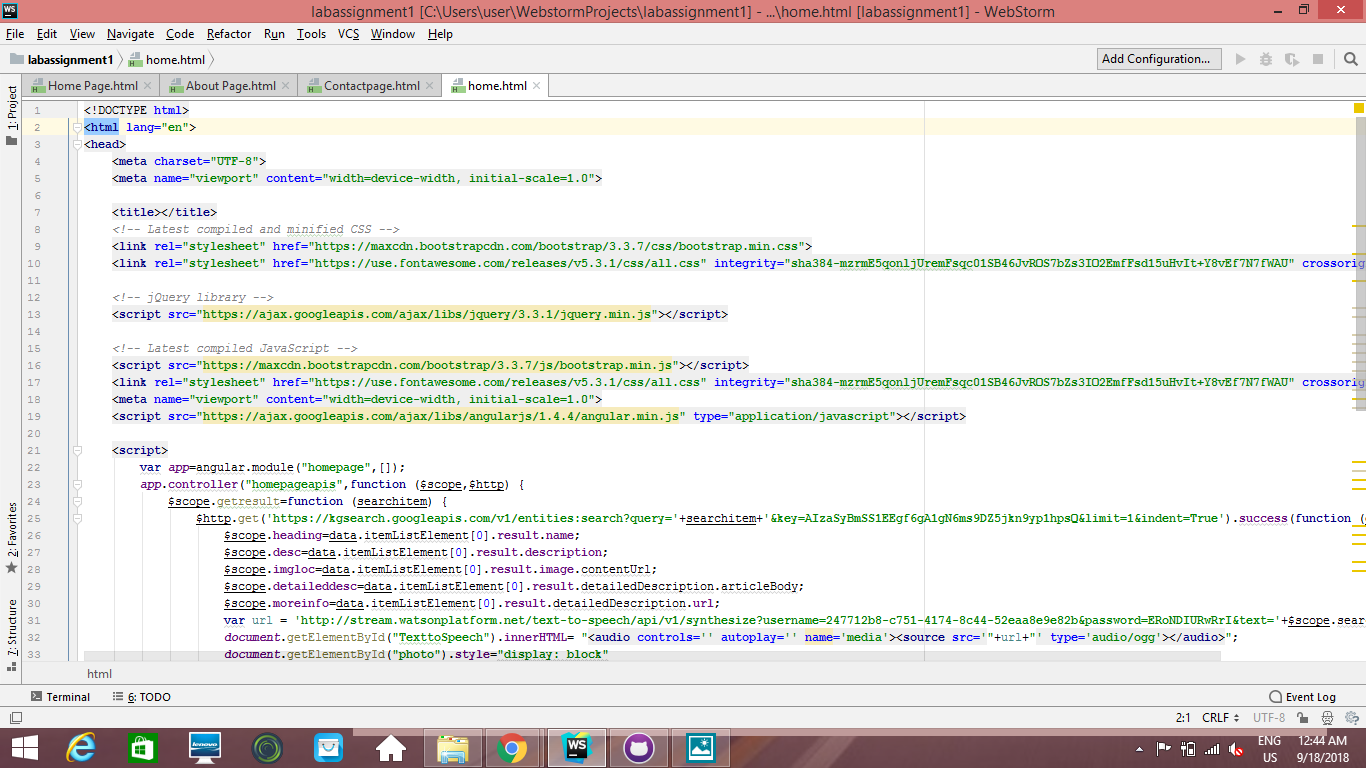 labassignment1 [C:\Users\user\WebstormProjects\labassignment1] - ...\home.html [labassignment1] - WebStorm
File Edit View Navigate Code Refactor Run Tools VCS Window Help
labassignment1 home.html Add Configuration...
Home Page.html About Page.html Contactpage.html home.html
1: Project
2: Favorites
7: Structure
1 <!DOCTYPE html>
2 <html lang="en">
3 <head>
4 <meta charset="UTF-8">
5 <meta name="viewport" content="width=device-width, initial-scale=1.0">
6
7 <title></title>
8 <!-- Latest compiled and minified CSS -->
9 <link rel="stylesheet" href="https://maxcdn.bootstrapcdn.com/bootstrap/3.3.7/css/bootstrap.min.css">
10 <link rel="stylesheet" href="https://use.fontawesome.com/releases/v5.3.1/css/all.css" integrity="sha384-mzrmE5qonljUremFsqc01SB46JvROS7bZs3IO2EmfFsd15uHvIt+Y8vEf7N7fWAU" crossorig
11
12 <!-- jQuery library -->
13 <script src="https://ajax.googleapis.com/ajax/libs/jquery/3.3.1/jquery.min.js"></script>
14
15 <!-- Latest compiled JavaScript -->
16 <script src="https://maxcdn.bootstrapcdn.com/bootstrap/3.3.7/js/bootstrap.min.js"></script>
17 <link rel="stylesheet" href="https://use.fontawesome.com/releases/v5.3.1/css/all.css" integrity="sha384-mzrmE5qonljUremFsqc01SB46JvROS7bZs3IO2EmfFsd15uHvIt+Y8vEf7N7fWAU" crossorig
18 <meta name="viewport" content="width=device-width, initial-scale=1.0">
19 <script src="https://ajax.googleapis.com/ajax/libs/angularjs/1.4.4/angular.min.js" type="application/javascript"></script>
20
21 <script>
22 var app=angular.module("homepage",[]);
23 app.controller("homepageapis",function ($scope,$http) {
24 $scope.getresult=function (searchitem) {
25 $http.get('https://kgsearch.googleapis.com/v1/entities:search?query='+searchitem+'&key=AIzaSyBmSS1EEgf6gA1gN6ms9DZ5jkn9yp1hpsQ&limit=1&indent=True').success(function (
26 $scope.heading=data.itemListElement[0].result.name;
27 $scope.desc=data.itemListElement[0].result.description;
28 $scope.imgloc=data.itemListElement[0].result.image.contentUrl;
29 $scope.detaileddesc=data.itemListElement[0].result.detailedDescription.articleBody;
30 $scope.moreinfo=data.itemListElement[0].result.detailedDescription.url;
31 var url = 'http://stream.watsonplatform.net/text-to-speech/api/v1/synthesize?username=247712b8-c751-4174-8c44-52eaa8e9e82b&password=ERoNDIURwRrI&text='+$scope.sear
32 document.getElementById("TexttoSpeech").innerHTML= "<audio controls='' autoplay='' name='media'><source src='"+url+"' type='audio/ogg'></audio>";
33 document.getElementById("photo").style="display: block"
html
Terminal 6: TODO Event Log
2:1 CRLF UTF-8
lenovo WS
ENG 12:44 AM
US 9/18/2018